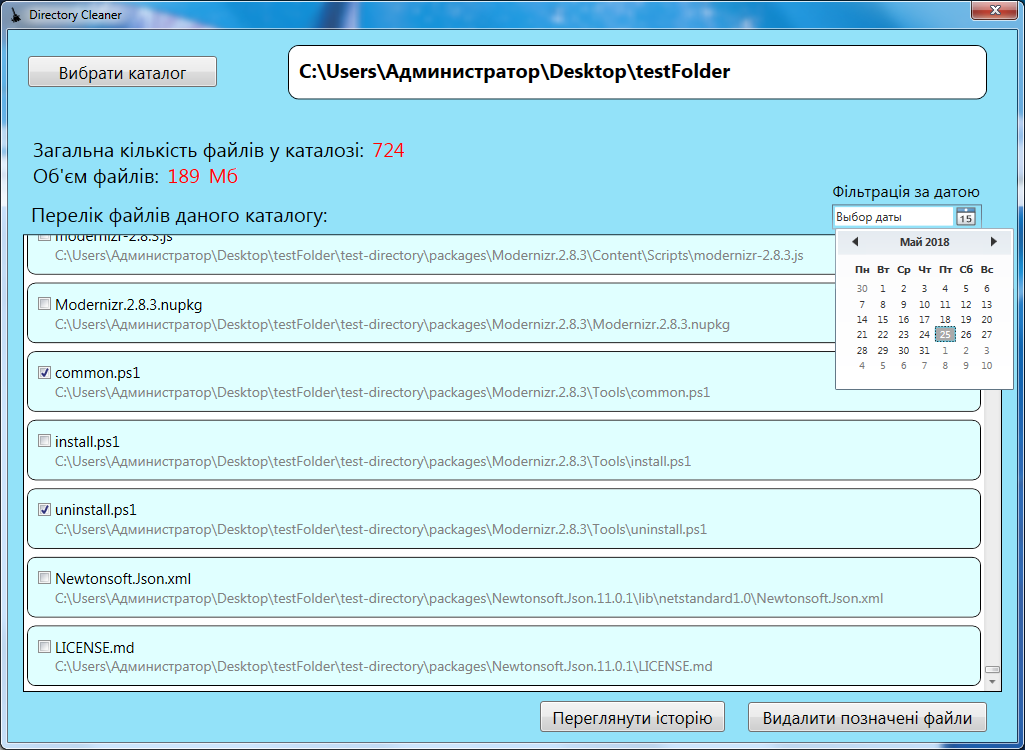 Directory Cleaner
Вибрати каталог
C:\Users\Администратор\Desktop\testFolder
Загальна кількість файлів у каталозі: 724
Об'єм файлів: 189 Мб
Фільтрація за датою
Перелік файлів даного каталогу:
Выбор даты 15
Май 2018
Пн Вт Ср Чт Пт Сб Вс
30 1 2 3 4 5 6
7 8 9 10 11 12 13
14 15 16 17 18 19 20
21 22 23 24 25 26 27
28 29 30 31 1 2 3
4 5 6 7 8 9 10
modernizr-2.8.3.js
C:\Users\Администратор\Desktop\testFolder\test-directory\packages\Modernizr.2.8.3\Content\Scripts\modernizr-2.8.3.js
Modernizr.2.8.3.nupkg
C:\Users\Администратор\Desktop\testFolder\test-directory\packages\Modernizr.2.8.3\Modernizr.2.8.3.nupkg
common.ps1
C:\Users\Администратор\Desktop\testFolder\test-directory\packages\Modernizr.2.8.3\Tools\common.ps1
install.ps1
C:\Users\Администратор\Desktop\testFolder\test-directory\packages\Modernizr.2.8.3\Tools\install.ps1
uninstall.ps1
C:\Users\Администратор\Desktop\testFolder\test-directory\packages\Modernizr.2.8.3\Tools\uninstall.ps1
Newtonsoft.Json.xml
C:\Users\Администратор\Desktop\testFolder\test-directory\packages\Newtonsoft.Json.11.0.1\lib\netstandard1.0\Newtonsoft.Json.xml
LICENSE.md
C:\Users\Администратор\Desktop\testFolder\test-directory\packages\Newtonsoft.Json.11.0.1\LICENSE.md
Переглянути історію
Видалити позначені файли